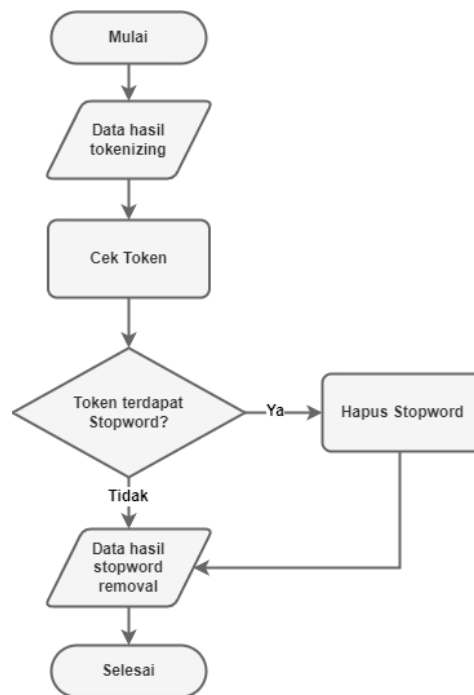 Mulai
Data hasil
tokenizing
Cek Token
Token terdapat
Stopword?
Ya
Hapus Stopword
Tidak
Data hasil
stopword
removal
Selesai